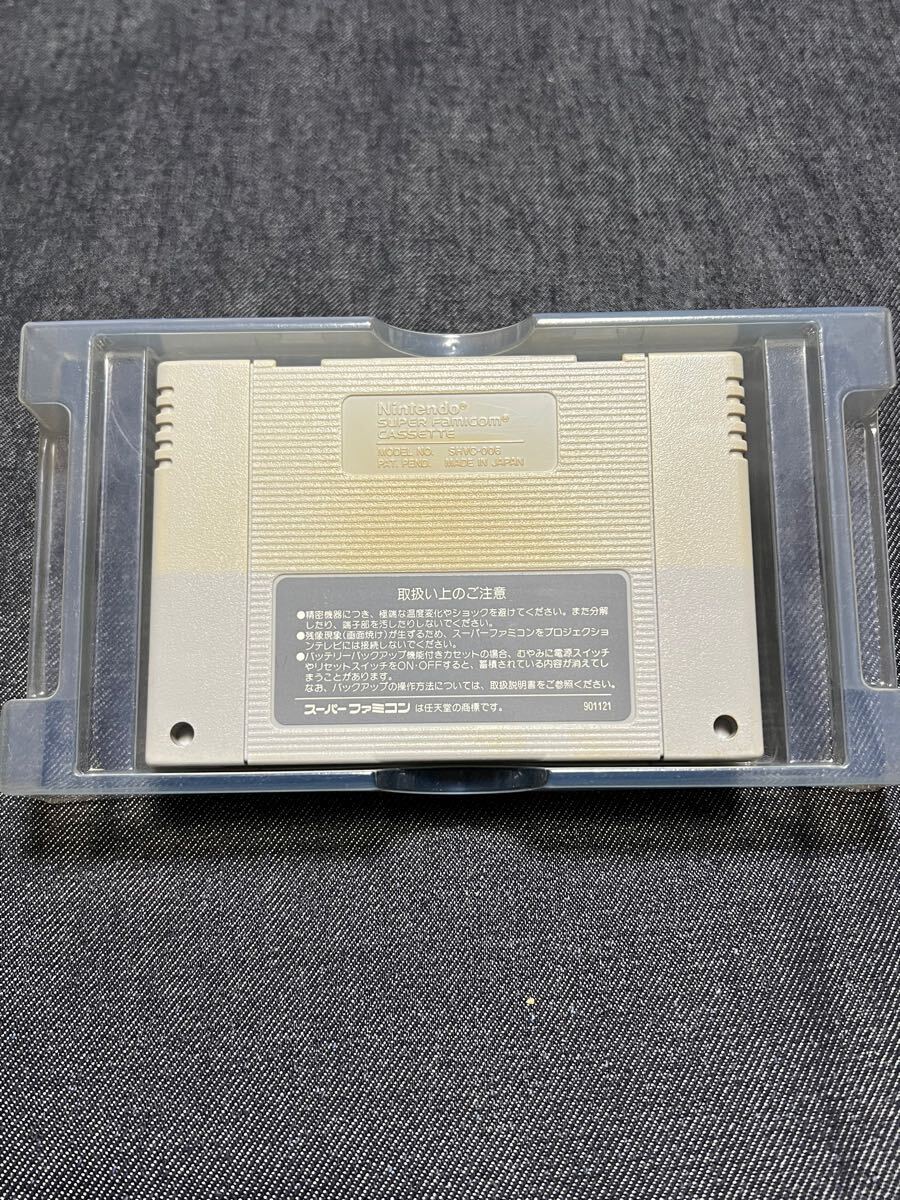 Nintendo®
SUPER Famicom®
CASSETTE
MODEL NO. SHVC-006
PAT. PEND. MADE IN JAPAN
取扱い上のご注意
●精密機器につき、極端な温度変化やショックを避けてください。また分解
したり、端子部を汚したりしないでください。
●残像現象(画面焼け)が生ずるため、スーパーファミコンをプロジェクショ
ンテレビには接続しないでください。
●バッテリーバックアップ機能付きカセットの場合、むやみに電源スイッチ
やリセットスイッチをON・OFFすると、蓄積されている内容が消えてし
まうことがあります。
なお、バックアップの操作方法については、取扱説明書をご参照ください。
スーパーファミコン は任天堂の商標です。 901121